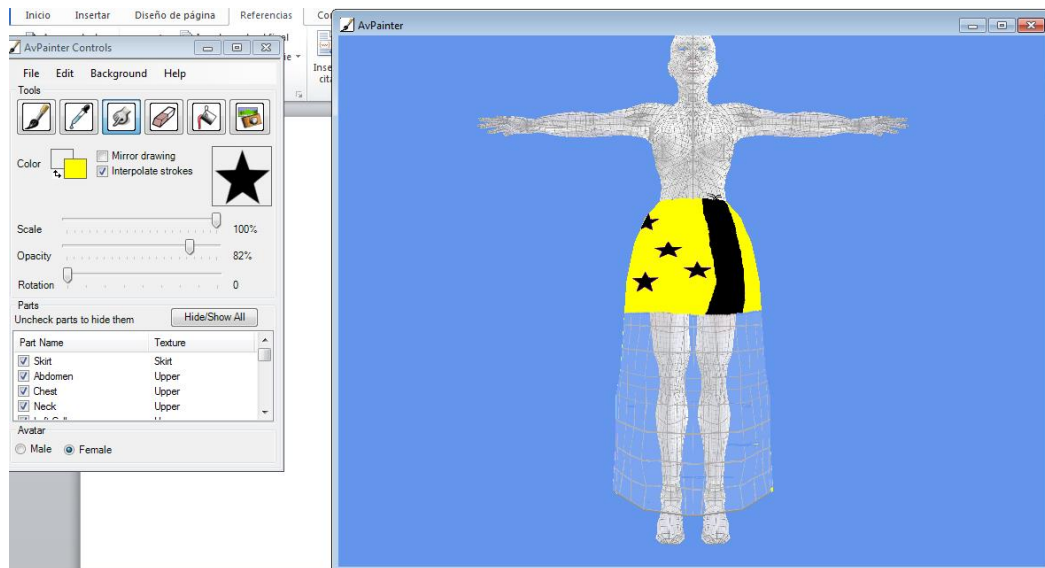 Inicio Insertar Diseño de página Referencias
AvPainter Controls
File Edit Background Help
Tools
Color
Mirror drawing
Interpolate strokes
Scale 100%
Opacity 82%
Rotation 0
Parts
Uncheck parts to hide them Hide/Show All
Part Name Texture
Skirt Skirt
Abdomen Upper
Chest Upper
Neck Upper
Avatar
Male Female
AvPainter